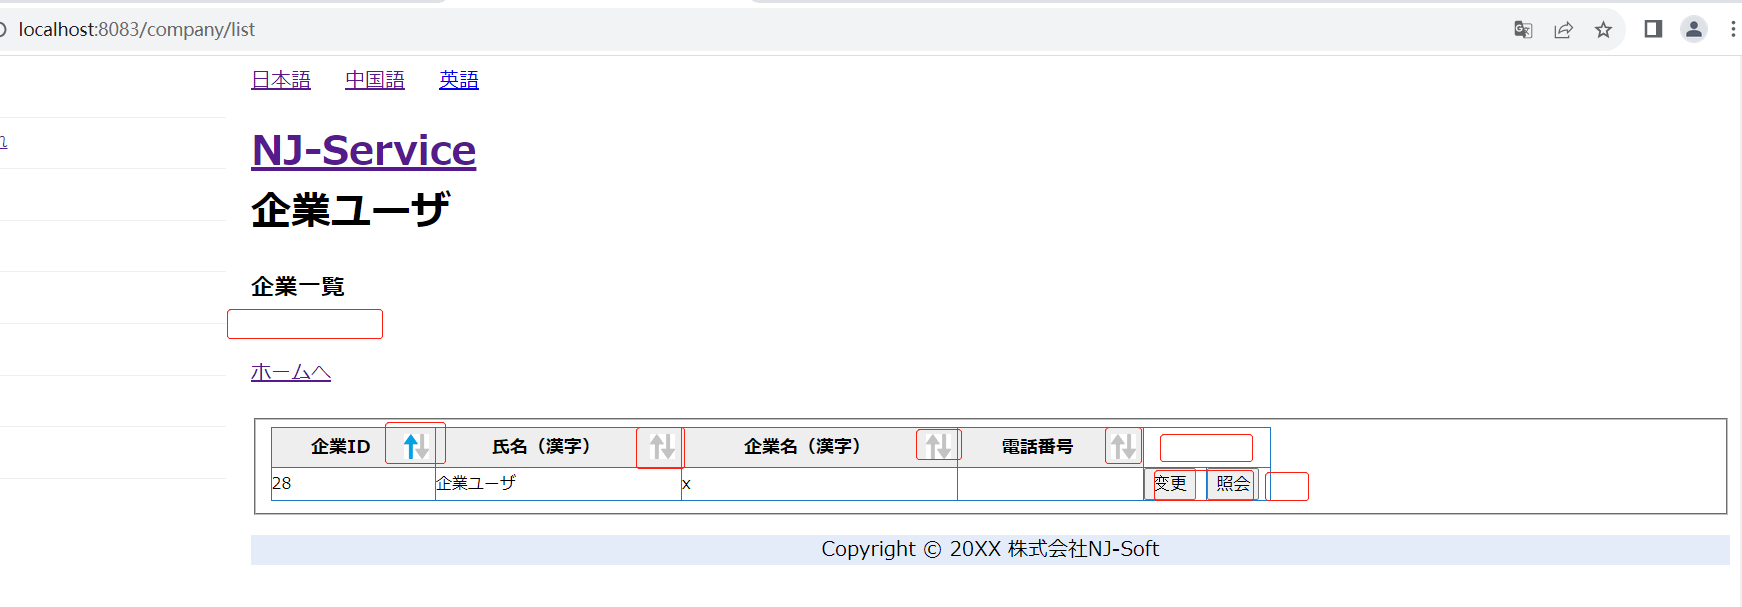 localhost:8083/company/list
日本語 中国語 英語
NJ-Service
企業ユーザ
企業一覧
ホームへ
企業ID 氏名（漢字） 企業名（漢字） 電話番号
28 企業ユーザ x 変更 照会
Copyright © 20XX 株式会社NJ-Soft